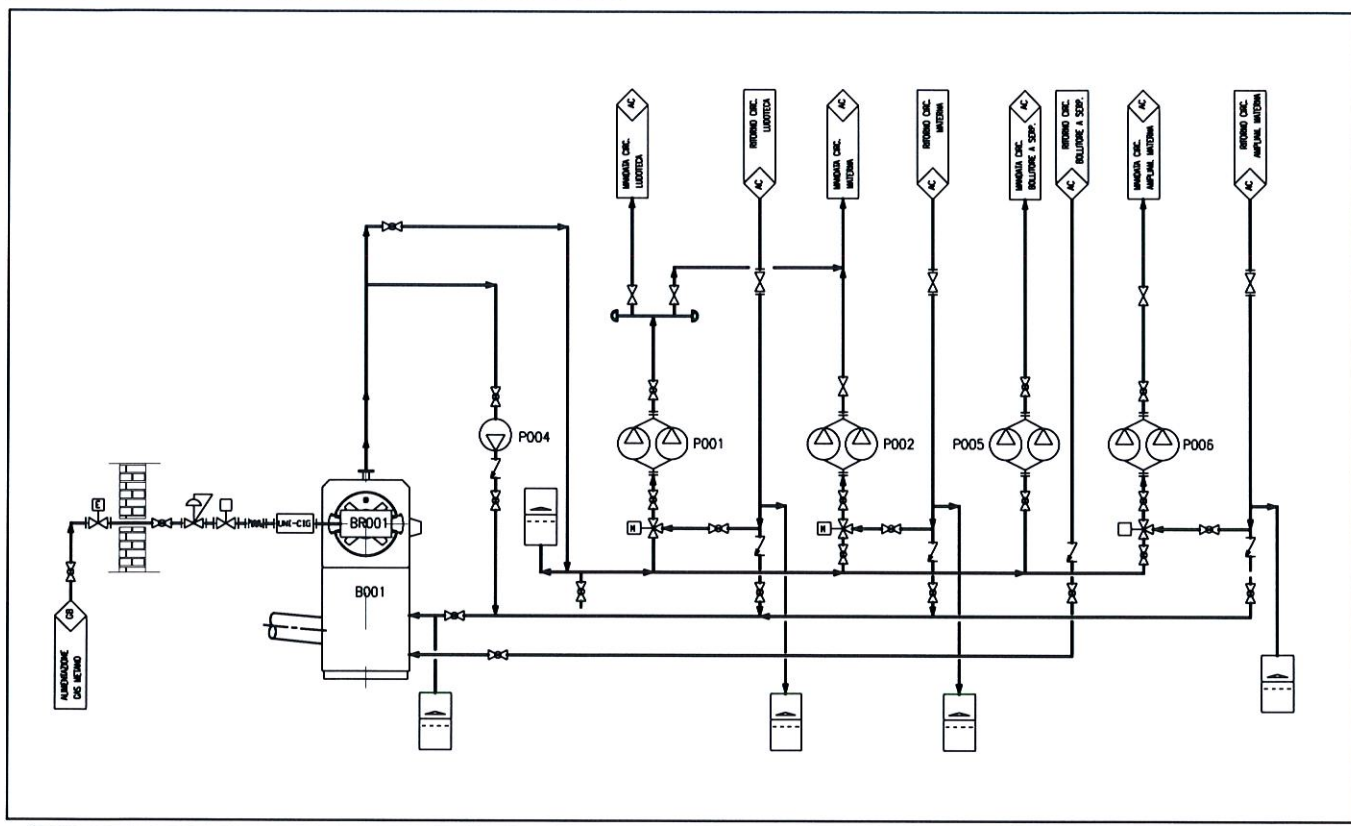 AC
MANDATA CIRC.
LUDOTECA
RITORNO CIRC.
LUDOTECA
AC
AC
MANDATA CIRC.
MATERNA
RITORNO CIRC.
MATERNA
AC
AC
MANDATA CIRC.
BOLLITORE A SERP.
RITORNO CIRC.
BOLLITORE A SERP.
AC
AC
MANDATA CIRC.
AMPLIAM. MATERNA
RITORNO CIRC.
AMPLIAM. MATERNA
AC
P004
P001
P002
P005
P006
E
UNI-CIG
BR001
M
M
B001
GB
ALIMENTAZIONE
GAS METANO